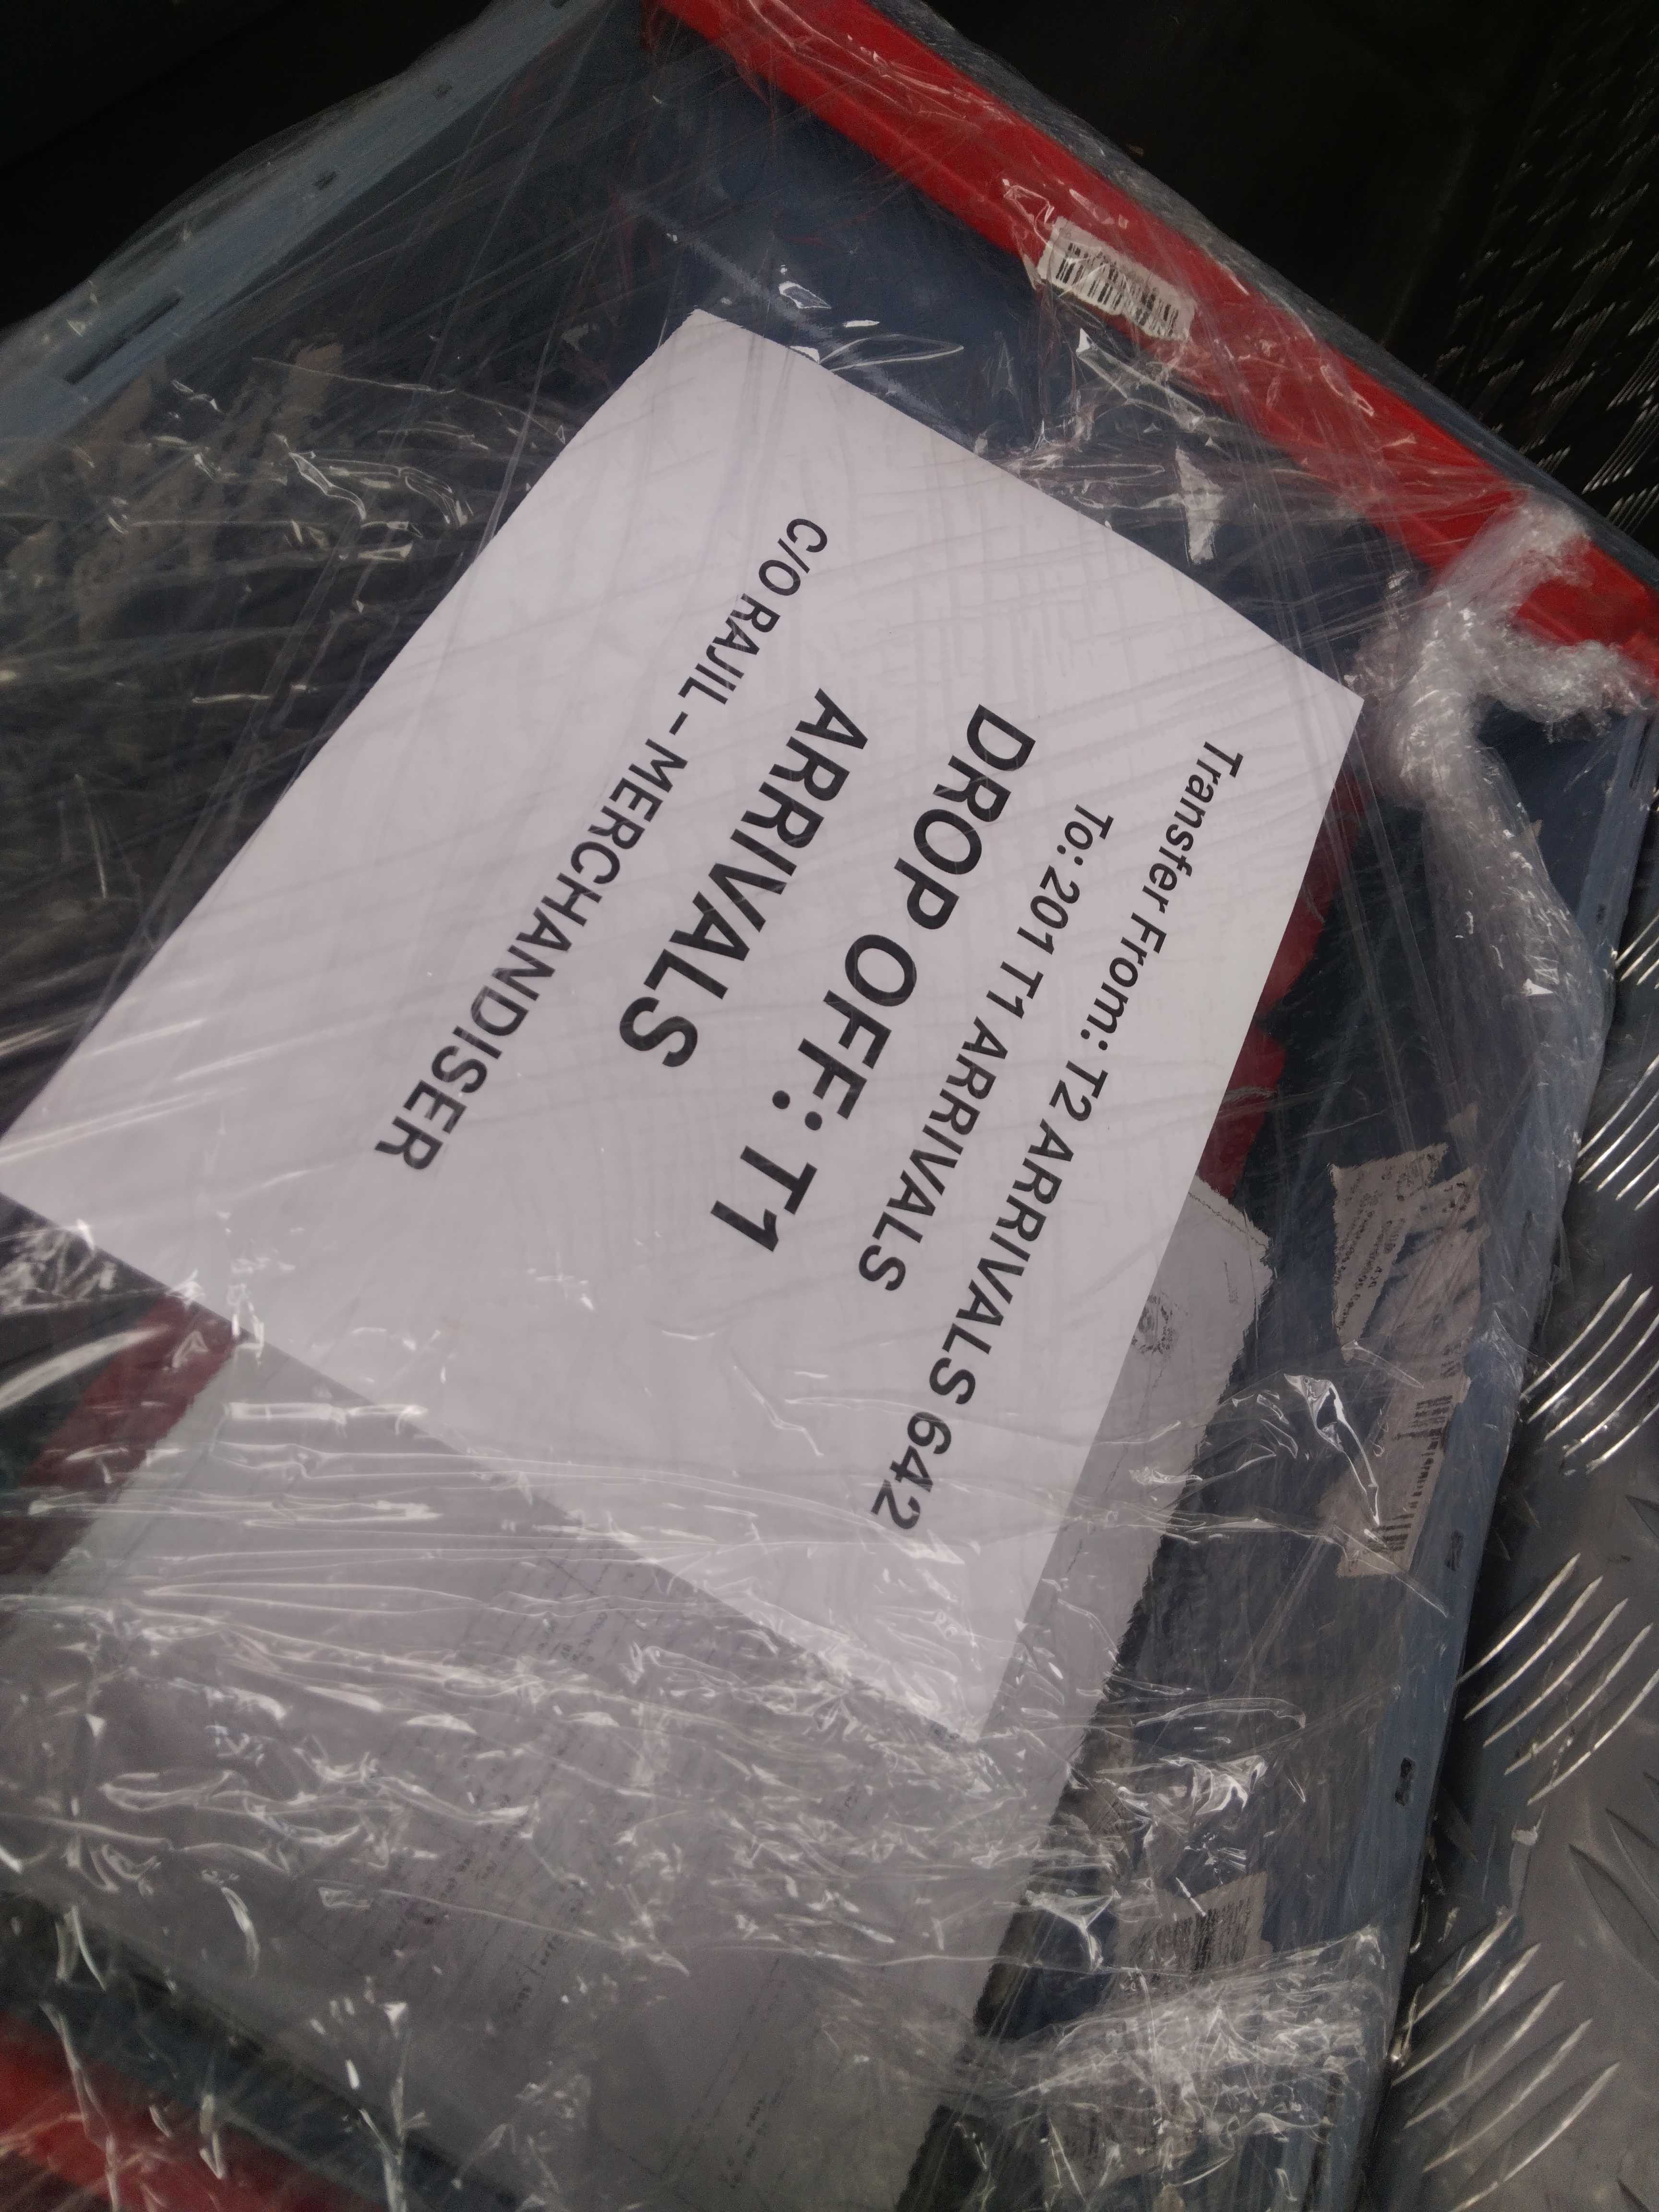 Transfer From: T2 ARRIVALS 642
To: 201 T1 ARRIVALS
DROP OFF: T1
ARRIVALS
C/O RAJIL - MERCHANDISER